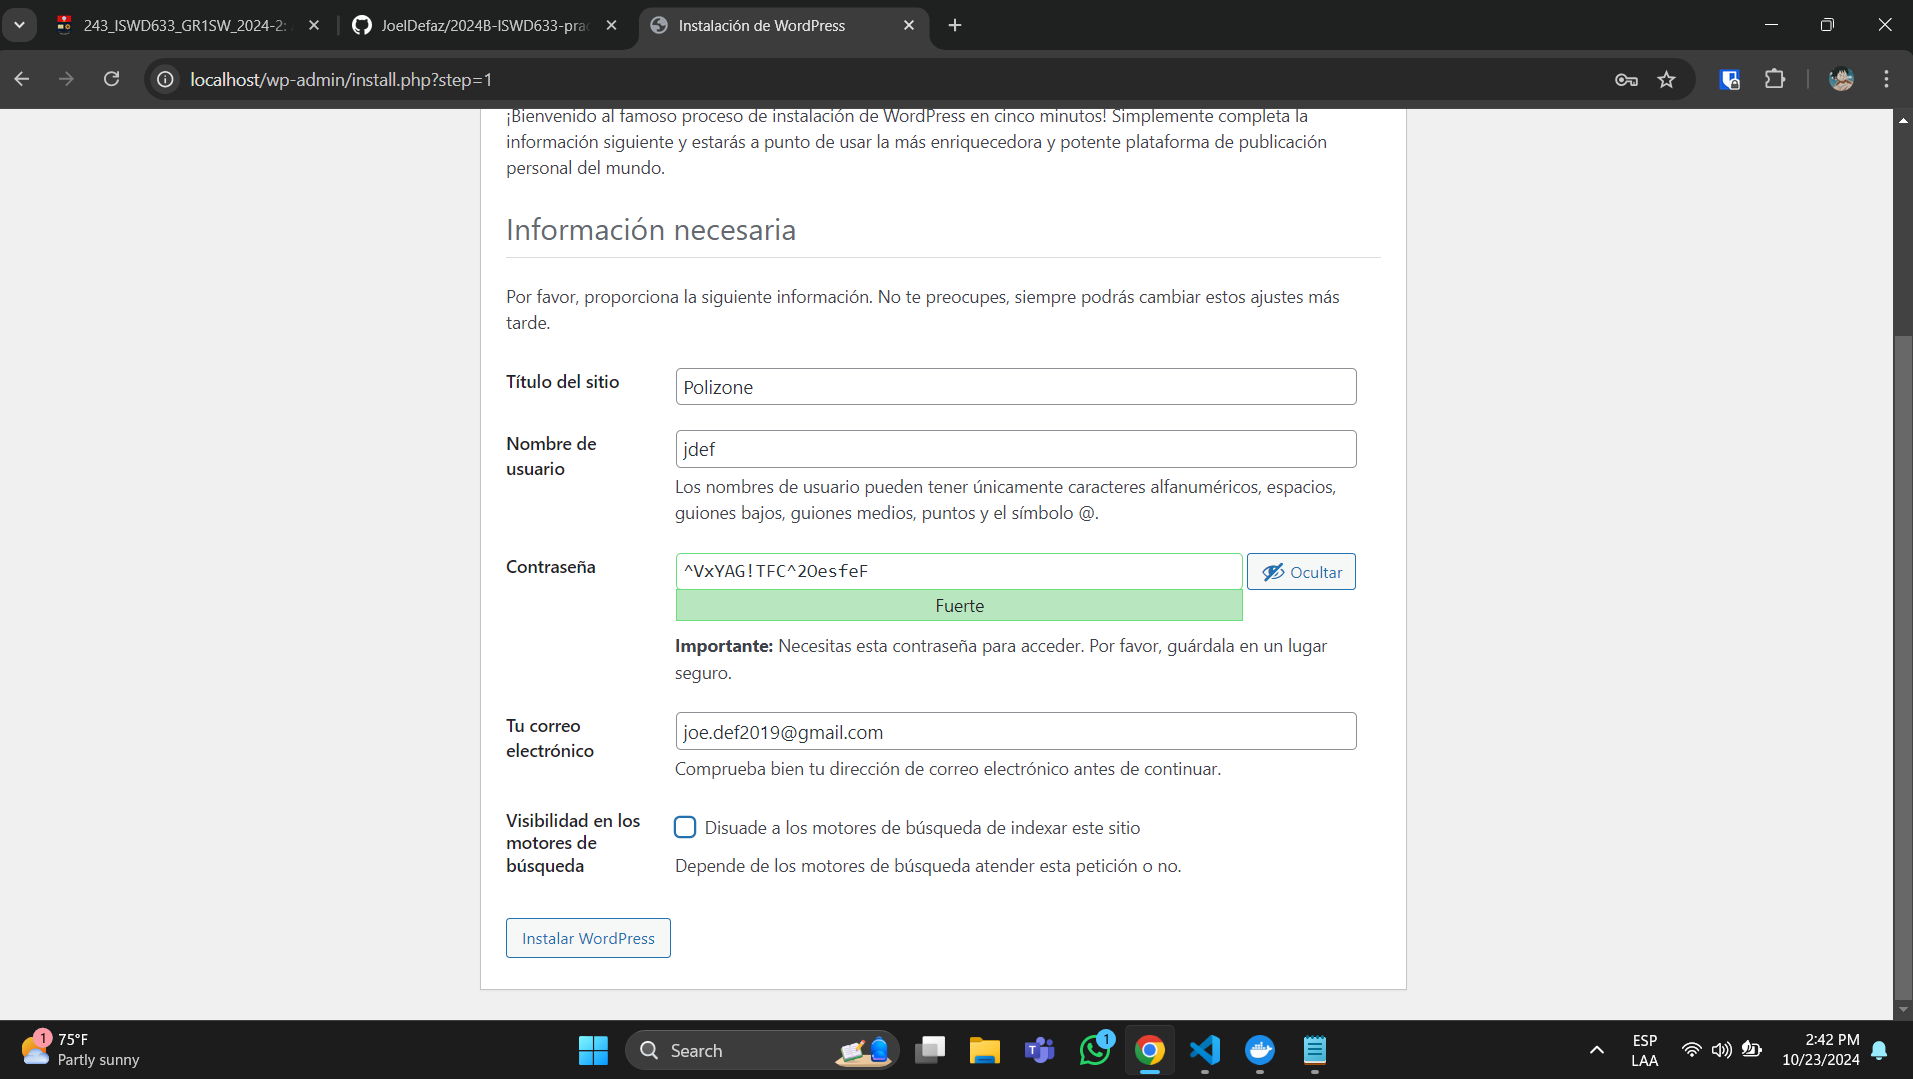 243_ISWD633_GR1SW_2024-2:
JoelDefaz/2024B-ISWD633-prac
Instalación de WordPress
localhost/wp-admin/install.php?step=1
¡Bienvenido al famoso proceso de instalación de WordPress en cinco minutos! Simplemente completa la
información siguiente y estarás a punto de usar la más enriquecedora y potente plataforma de publicación
personal del mundo.
Información necesaria
Por favor, proporciona la siguiente información. No te preocupes, siempre podrás cambiar estos ajustes más
tarde.
Título del sitio
Polizone
Nombre de
usuario
jdef
Los nombres de usuario pueden tener únicamente caracteres alfanuméricos, espacios,
guiones bajos, guiones medios, puntos y el símbolo @.
Contraseña
^VxYAG!TFC^2OesfeF
Ocultar
Fuerte
Importante: Necesitas esta contraseña para acceder. Por favor, guárdala en un lugar
seguro.
Tu correo
electrónico
joe.def2019@gmail.com
Comprueba bien tu dirección de correo electrónico antes de continuar.
Visibilidad en los
motores de
búsqueda
Disuade a los motores de búsqueda de indexar este sitio
Depende de los motores de búsqueda atender esta petición o no.
Instalar WordPress
1
75°F
Partly sunny
Search
1
ESP
LAA
2:42 PM
10/23/2024